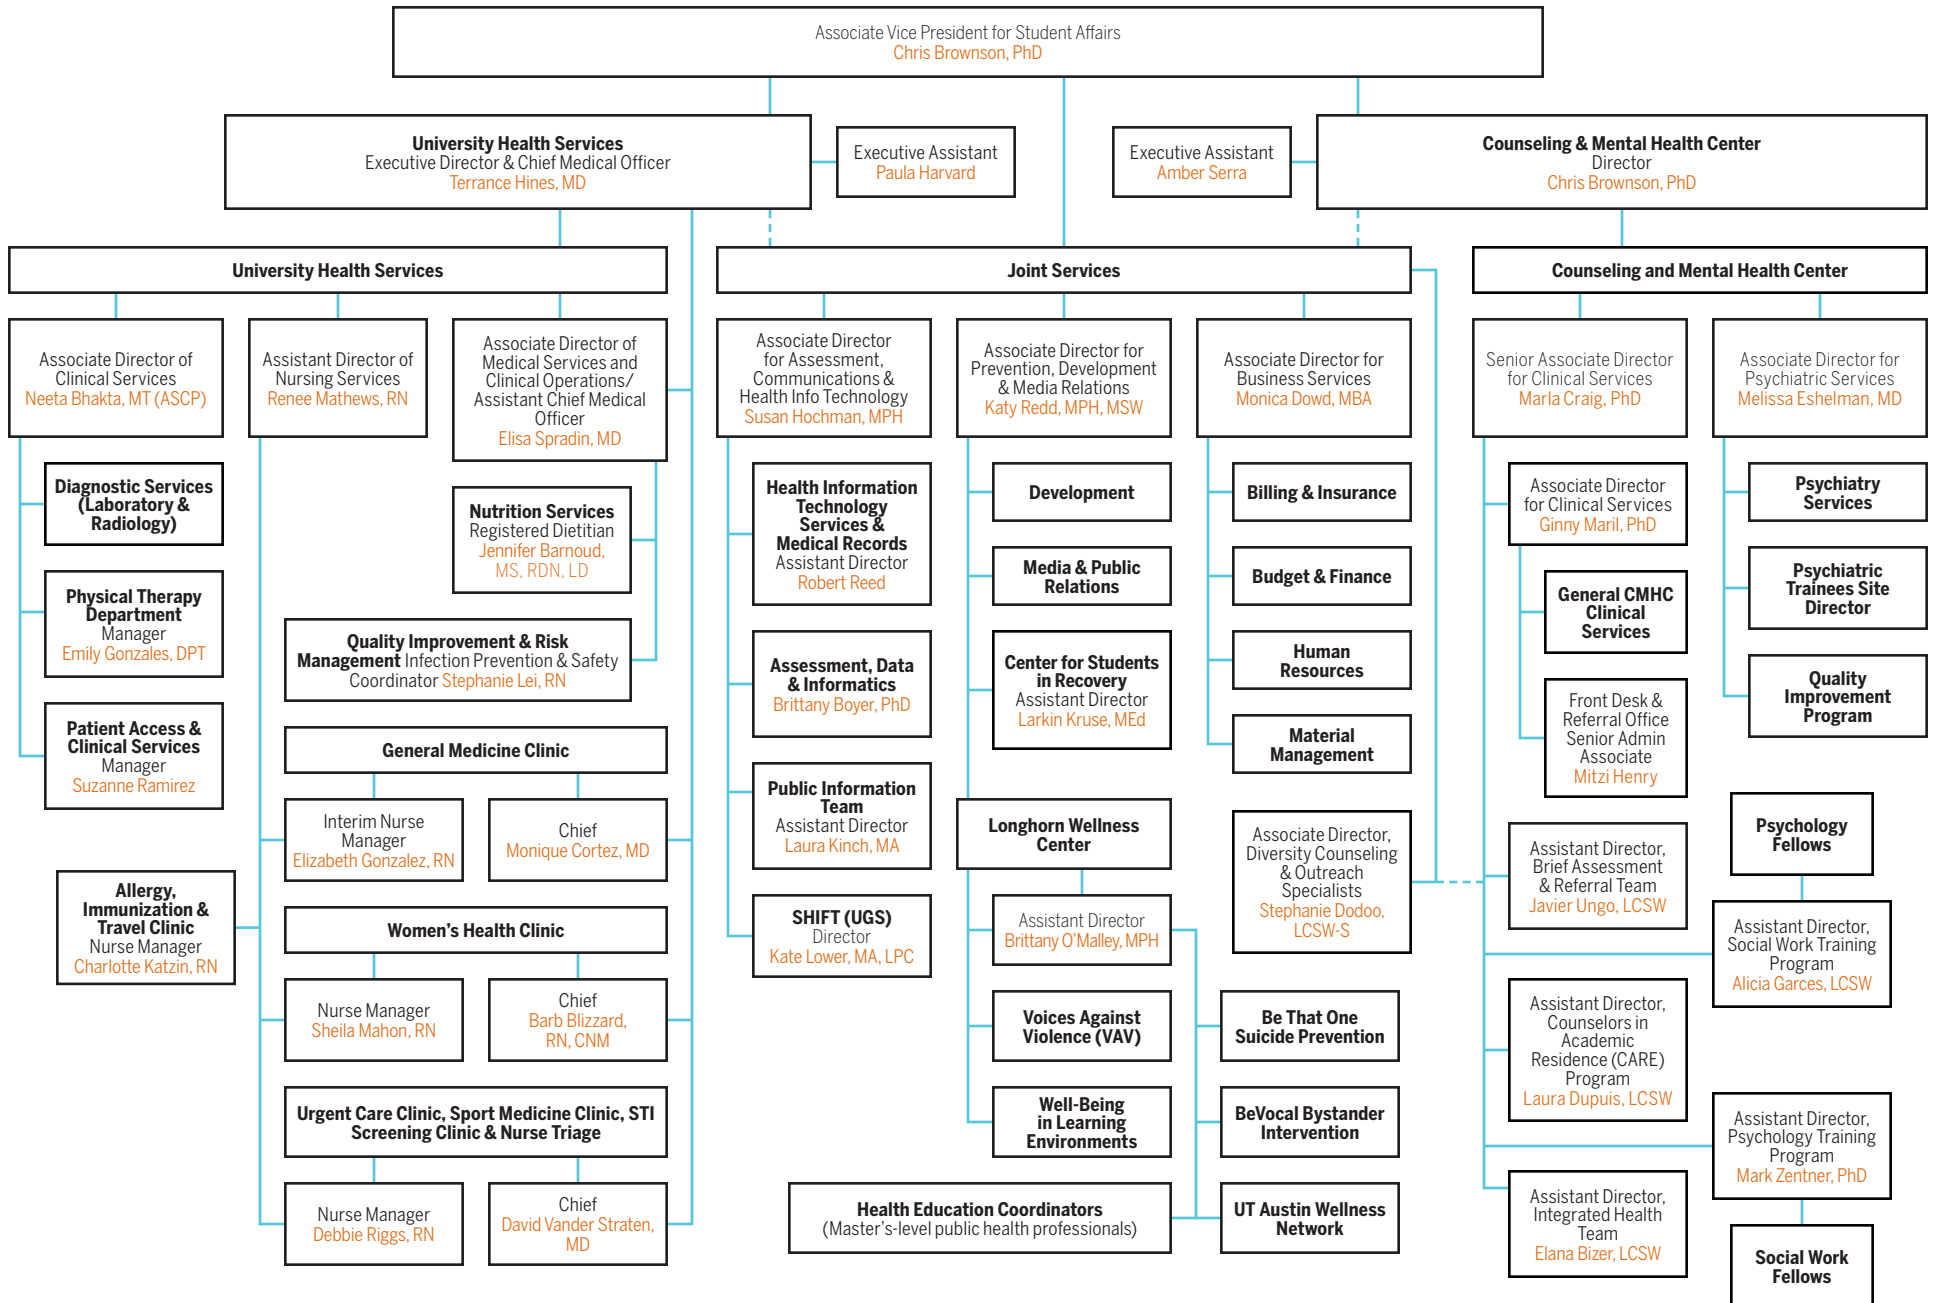 Associate Vice President for Student Affairs
Chris Brownson, PhD
University Health Services
Executive Director & Chief Medical Officer
Terrance Hines, MD
Executive Assistant
Paula Harvard
Executive Assistant
Amber Serra
Counseling & Mental Health Center
Director
Chris Brownson, PhD
University Health Services
Joint Services
Counseling and Mental Health Center
Associate Director of
Clinical Services
Neeta Bhakta, MT (ASCP)
Assistant Director of
Nursing Services
Renee Mathews, RN
Associate Director of
Medical Services and
Clinical Operations/
Assistant Chief Medical
Officer
Elisa Spradin, MD
Associate Director
for Assessment,
Communications &
Health Info Technology
Susan Hochman, MPH
Associate Director for
Prevention, Development
& Media Relations
Katy Redd, MPH, MSW
Associate Director for
Business Services
Monica Dowd, MBA
Senior Associate Director
for Clinical Services
Marla Craig, PhD
Associate Director for
Psychiatric Services
Melissa Eshelman, MD
Diagnostic Services
(Laboratory &
Radiology)
Physical Therapy
Department
Manager
Emily Gonzales, DPT
Patient Access &
Clinical Services
Manager
Suzanne Ramirez
Nutrition Services
Registered Dietitian
Jennifer Barnoud,
MS, RDN, LD
Quality Improvement & Risk
Management Infection Prevention & Safety
Coordinator Stephanie Lei, RN
General Medicine Clinic
Interim Nurse
Manager
Elizabeth Gonzalez, RN
Chief
Monique Cortez, MD
Allergy,
Immunization &
Travel Clinic
Nurse Manager
Charlotte Katzin, RN
Women's Health Clinic
Nurse Manager
Sheila Mahon, RN
Chief
Barb Blizzard,
RN, CNM
Urgent Care Clinic, Sport Medicine Clinic, STI
Screening Clinic & Nurse Triage
Nurse Manager
Debbie Riggs, RN
Chief
David Vander Straten,
MD
Health Information
Technology
Services &
Medical Records
Assistant Director
Robert Reed
Assessment, Data
& Informatics
Brittany Boyer, PhD
Public Information
Team
Assistant Director
Laura Kinch, MA
SHIFT (UGS)
Director
Kate Lower, MA, LPC
Development
Media & Public
Relations
Center for Students
in Recovery
Assistant Director
Larkin Kruse, MEd
Longhorn Wellness
Center
Assistant Director
Brittany O'Malley, MPH
Voices Against
Violence (VAV)
Well-Being
in Learning
Environments
Health Education Coordinators
(Master's-level public health professionals)
Billing & Insurance
Budget & Finance
Human
Resources
Material
Management
Associate Director,
Diversity Counseling
& Outreach
Specialists
Stephanie Dodoo,
LCSW-S
Be That One
Suicide Prevention
BeVocal Bystander
Intervention
UT Austin Wellness
Network
Associate Director
for Clinical Services
Ginny Maril, PhD
General CMHC
Clinical
Services
Front Desk &
Referral Office
Senior Admin
Associate
Mitzi Henry
Assistant Director,
Brief Assessment
& Referral Team
Javier Ungo, LCSW
Assistant Director,
Counselors in
Academic
Residence (CARE)
Program
Laura Dupuis, LCSW
Assistant Director,
Integrated Health
Team
Elana Bizer, LCSW
Psychiatry
Services
Psychiatric
Trainees Site
Director
Quality
Improvement
Program
Psychology
Fellows
Assistant Director,
Social Work Training
Program
Alicia Garces, LCSW
Assistant Director,
Psychology Training
Program
Mark Zentner, PhD
Social Work
Fellows